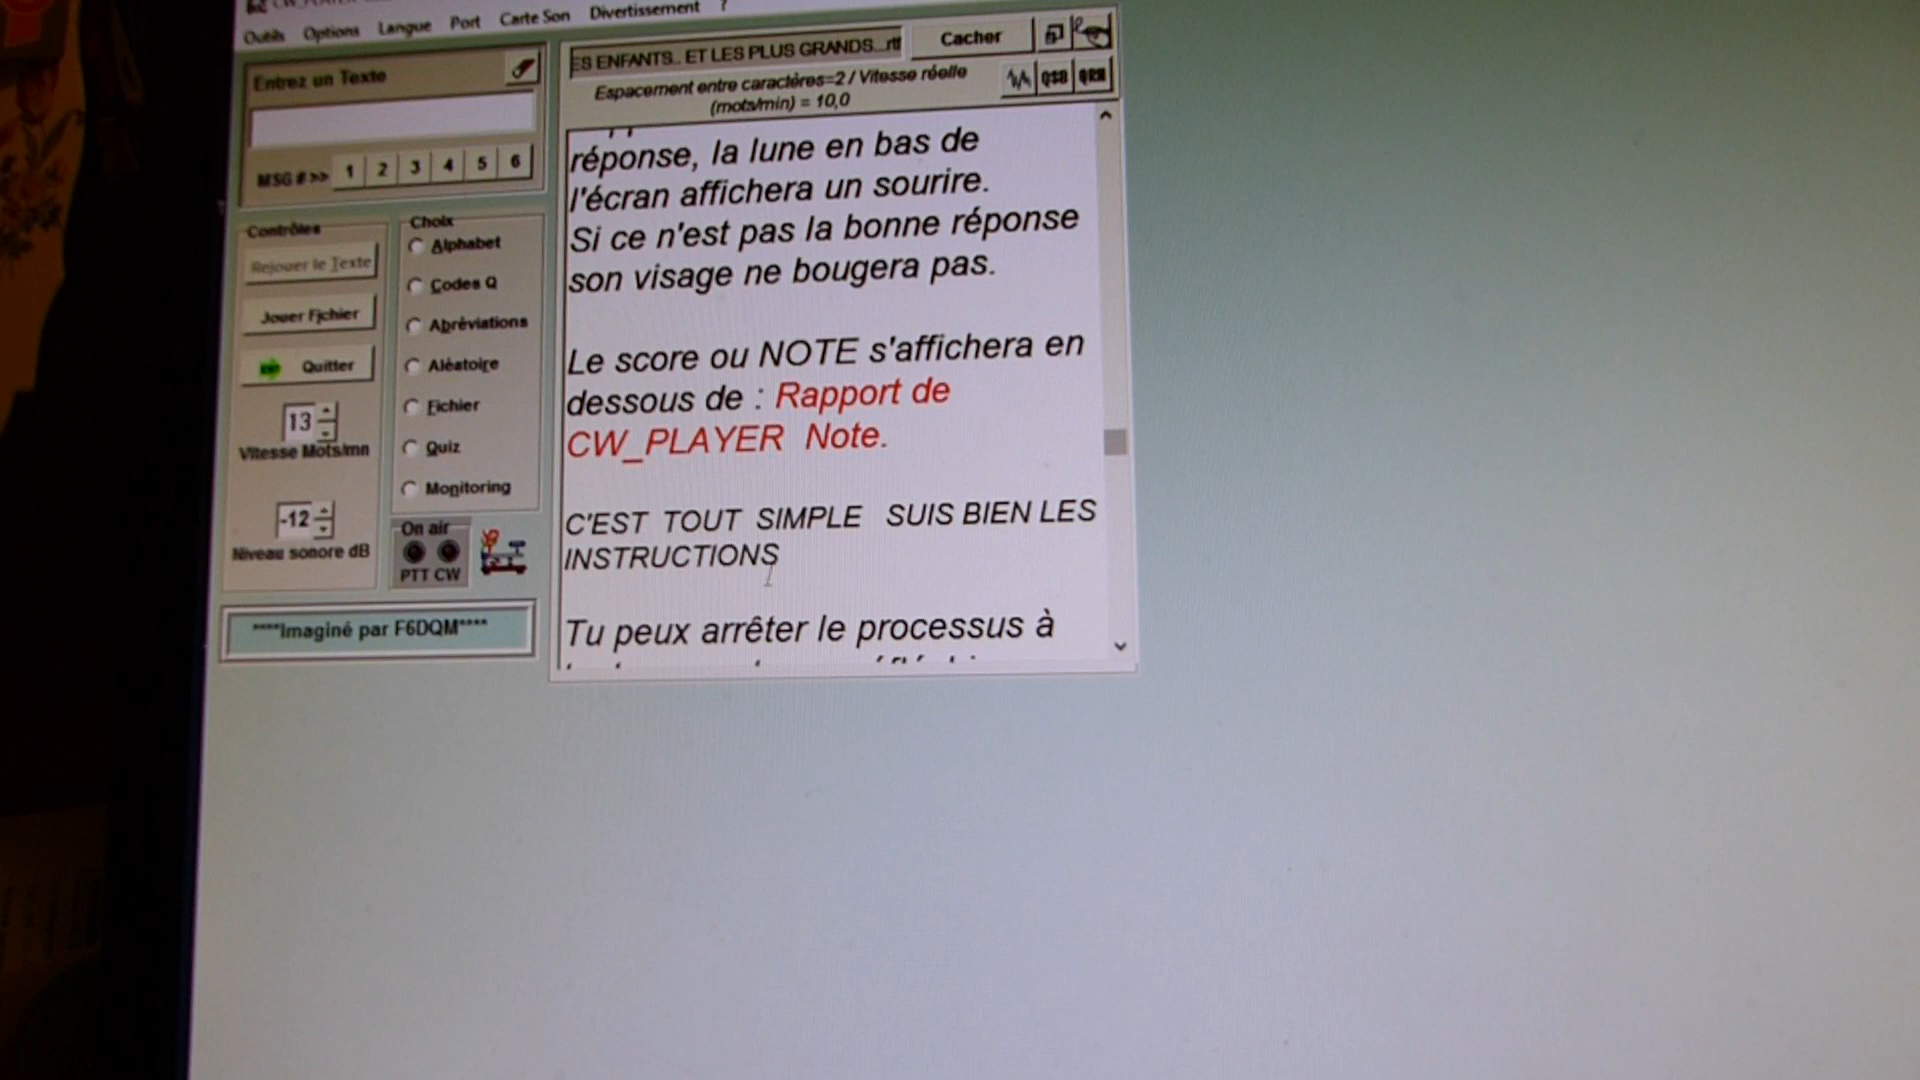 CW_PLAYER
Outils Options Langue Port Carte Son Divertissement ?
Entrez un Texte
MSG # >> 1 2 3 4 5 6
Contrôles
Rejouer le Texte
Jouer Fichier
Quitter
13
Vitesse Mots/mn
-12
Niveau sonore dB
Choix
Alphabet
Codes Q
Abréviations
Aléatoire
Fichier
Quiz
Monitoring
On air
PTT CW
****Imaginé par F6DQM****
ES ENFANTS.. ET LES PLUS GRANDS...rtf
Cacher
Espacement entre caractères=2 / Vitesse réelle
(mots/min) = 10,0
QSB QRM
réponse, la lune en bas de
l'écran affichera un sourire.
Si ce n'est pas la bonne réponse
son visage ne bougera pas.
Le score ou NOTE s'affichera en
dessous de : Rapport de
CW_PLAYER Note.
C'EST TOUT SIMPLE SUIS BIEN LES
INSTRUCTIONS
Tu peux arrêter le processus à